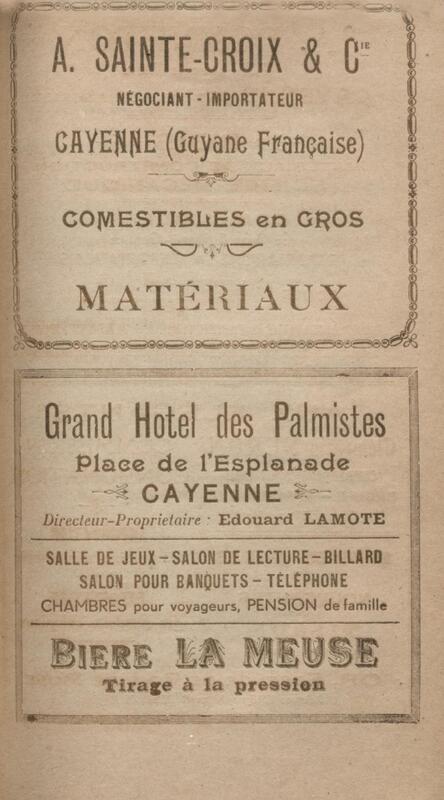 A. SAINTE-CROIX & Cie
NÉGOCIANT-IMPORTATEUR
CAYENNE (Guyane Française)
COMESTIBLES en GROS
MATÉRIAUX
Grand Hotel des Palmistes
Place de l'Esplanade
CAYENNE
Directeur-Proprietaire : Edouard LAMOTE
SALLE DE JEUX - SALON DE LECTURE - BILLARD
SALON POUR BANQUETS - TÉLÉPHONE
CHAMBRES pour voyageurs, PENSION de famille
BIERE LA MEUSE
Tirage à la pression